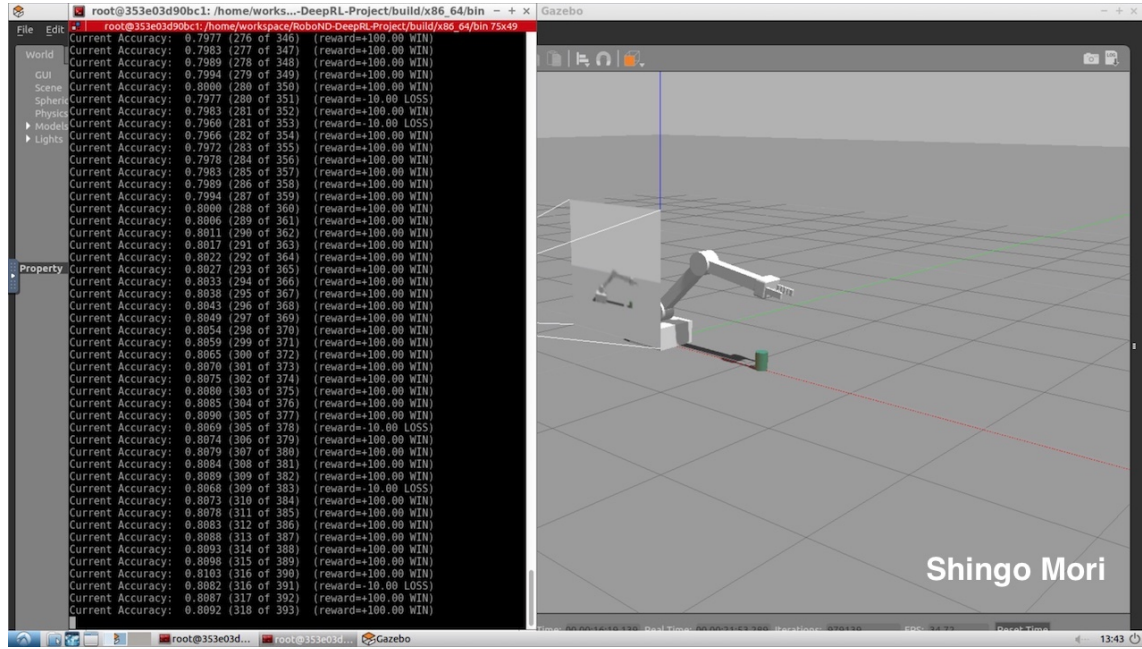 root@353e03d90bc1: /home/works...-DeepRL-Project/build/x86_64/bin
Gazebo
root@353e03d90bc1: /home/workspace/RoboND-DeepRL-Project/build/x86_64/bin 75x49
File Edit
World
GUI
Scene
Spheric
Physics
Models
Lights
Property
Current Accuracy: 0.7977 (276 of 346) (reward=+100.00 WIN)
Current Accuracy: 0.7983 (277 of 347) (reward=+100.00 WIN)
Current Accuracy: 0.7989 (278 of 348) (reward=+100.00 WIN)
Current Accuracy: 0.7994 (279 of 349) (reward=+100.00 WIN)
Current Accuracy: 0.8000 (280 of 350) (reward=+100.00 WIN)
Current Accuracy: 0.7977 (280 of 351) (reward=-10.00 LOSS)
Current Accuracy: 0.7983 (281 of 352) (reward=+100.00 WIN)
Current Accuracy: 0.7960 (281 of 353) (reward=-10.00 LOSS)
Current Accuracy: 0.7966 (282 of 354) (reward=+100.00 WIN)
Current Accuracy: 0.7972 (283 of 355) (reward=+100.00 WIN)
Current Accuracy: 0.7978 (284 of 356) (reward=+100.00 WIN)
Current Accuracy: 0.7983 (285 of 357) (reward=+100.00 WIN)
Current Accuracy: 0.7989 (286 of 358) (reward=+100.00 WIN)
Current Accuracy: 0.7994 (287 of 359) (reward=+100.00 WIN)
Current Accuracy: 0.8000 (288 of 360) (reward=+100.00 WIN)
Current Accuracy: 0.8006 (289 of 361) (reward=+100.00 WIN)
Current Accuracy: 0.8011 (290 of 362) (reward=+100.00 WIN)
Current Accuracy: 0.8017 (291 of 363) (reward=+100.00 WIN)
Current Accuracy: 0.8022 (292 of 364) (reward=+100.00 WIN)
Current Accuracy: 0.8027 (293 of 365) (reward=+100.00 WIN)
Current Accuracy: 0.8033 (294 of 366) (reward=+100.00 WIN)
Current Accuracy: 0.8038 (295 of 367) (reward=+100.00 WIN)
Current Accuracy: 0.8043 (296 of 368) (reward=+100.00 WIN)
Current Accuracy: 0.8049 (297 of 369) (reward=+100.00 WIN)
Current Accuracy: 0.8054 (298 of 370) (reward=+100.00 WIN)
Current Accuracy: 0.8059 (299 of 371) (reward=+100.00 WIN)
Current Accuracy: 0.8065 (300 of 372) (reward=+100.00 WIN)
Current Accuracy: 0.8070 (301 of 373) (reward=+100.00 WIN)
Current Accuracy: 0.8075 (302 of 374) (reward=+100.00 WIN)
Current Accuracy: 0.8080 (303 of 375) (reward=+100.00 WIN)
Current Accuracy: 0.8085 (304 of 376) (reward=+100.00 WIN)
Current Accuracy: 0.8090 (305 of 377) (reward=+100.00 WIN)
Current Accuracy: 0.8069 (305 of 378) (reward=-10.00 LOSS)
Current Accuracy: 0.8074 (306 of 379) (reward=+100.00 WIN)
Current Accuracy: 0.8079 (307 of 380) (reward=+100.00 WIN)
Current Accuracy: 0.8084 (308 of 381) (reward=+100.00 WIN)
Current Accuracy: 0.8089 (309 of 382) (reward=+100.00 WIN)
Current Accuracy: 0.8068 (309 of 383) (reward=-10.00 LOSS)
Current Accuracy: 0.8073 (310 of 384) (reward=+100.00 WIN)
Current Accuracy: 0.8078 (311 of 385) (reward=+100.00 WIN)
Current Accuracy: 0.8083 (312 of 386) (reward=+100.00 WIN)
Current Accuracy: 0.8088 (313 of 387) (reward=+100.00 WIN)
Current Accuracy: 0.8093 (314 of 388) (reward=+100.00 WIN)
Current Accuracy: 0.8098 (315 of 389) (reward=+100.00 WIN)
Current Accuracy: 0.8103 (316 of 390) (reward=+100.00 WIN)
Current Accuracy: 0.8082 (316 of 391) (reward=-10.00 LOSS)
Current Accuracy: 0.8087 (317 of 392) (reward=+100.00 WIN)
Current Accuracy: 0.8092 (318 of 393) (reward=+100.00 WIN)
Shingo Mori
Real Time: Iterations: FPS: 34.72 Reset Time
root@353e03d... root@353e03d... Gazebo
13:43